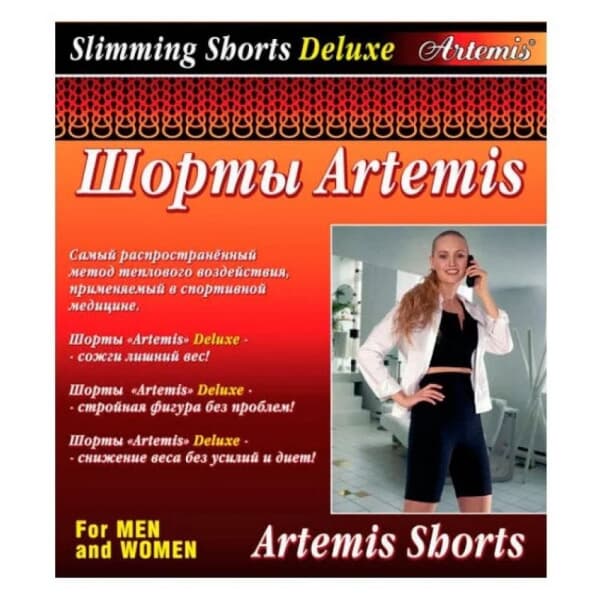 Slimming Shorts Deluxe Artemis®
Шорты Artemis
Самый распространённый
метод теплового воздействия,
применяемый в спортивной
медицине.
Шорты «Artemis» Deluxe -
- сожги лишний вес!
Шорты «Artemis» Deluxe -
- стройная фигура без проблем!
Шорты «Artemis» Deluxe -
- снижение веса без усилий и диет!
For MEN
and WOMEN
Artemis Shorts